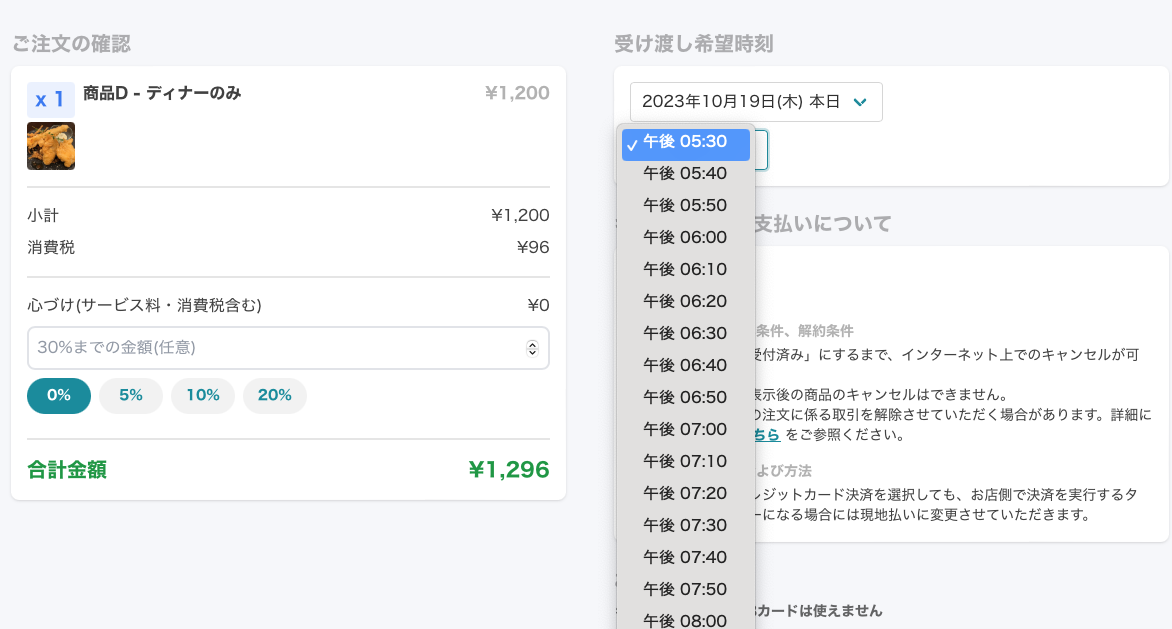 ご注文の確認
x 1
商品D - ディナーのみ
¥1,200
小計
¥1,200
消費税
¥96
心づけ(サービス料・消費税含む)
¥0
30%までの金額(任意)
0%
5%
10%
20%
合計金額
¥1,296
受け渡し希望時刻
2023年10月19日(木) 本日
✓ 午後 05:30
午後 05:40
午後 05:50
午後 06:00
午後 06:10
午後 06:20
午後 06:30
午後 06:40
午後 06:50
午後 07:00
午後 07:10
午後 07:20
午後 07:30
午後 07:40
午後 07:50
午後 08:00
支払いについて
条件、解約条件
受付済み」にするまで、インターネット上でのキャンセルが可
表示後の商品のキャンセルはできません。
の注文に係る取引を解除させていただく場合があります。詳細に
ちら をご参照ください。
よび方法
レジットカード決済を選択しても、お店側で決済を実行するタ
ーになる場合には現地払いに変更させていただきます。
カードは使えません